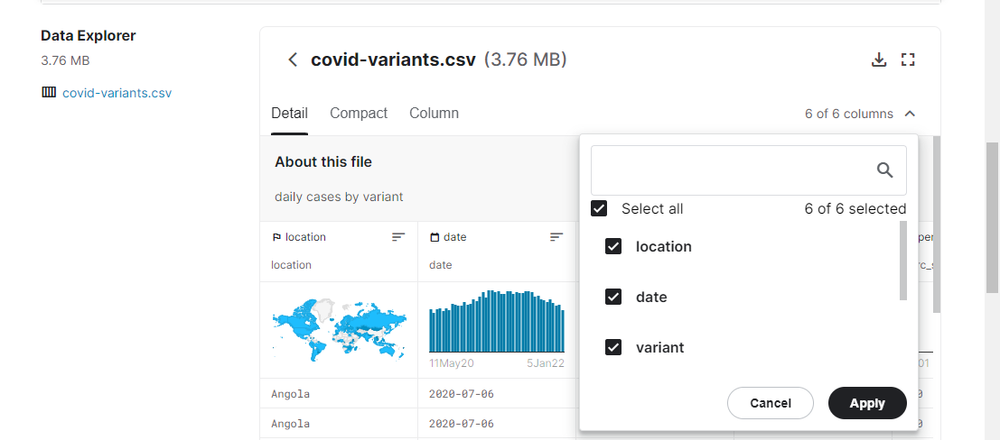 Data Explorer
3.76 MB
covid-variants.csv
covid-variants.csv (3.76 MB)
Detail Compact Column
6 of 6 columns
About this file
daily cases by variant
location
location
date
date
11May20 5Jan22
Angola 2020-07-06
Angola 2020-07-06
Select all 6 of 6 selected
location
date
variant
Cancel Apply